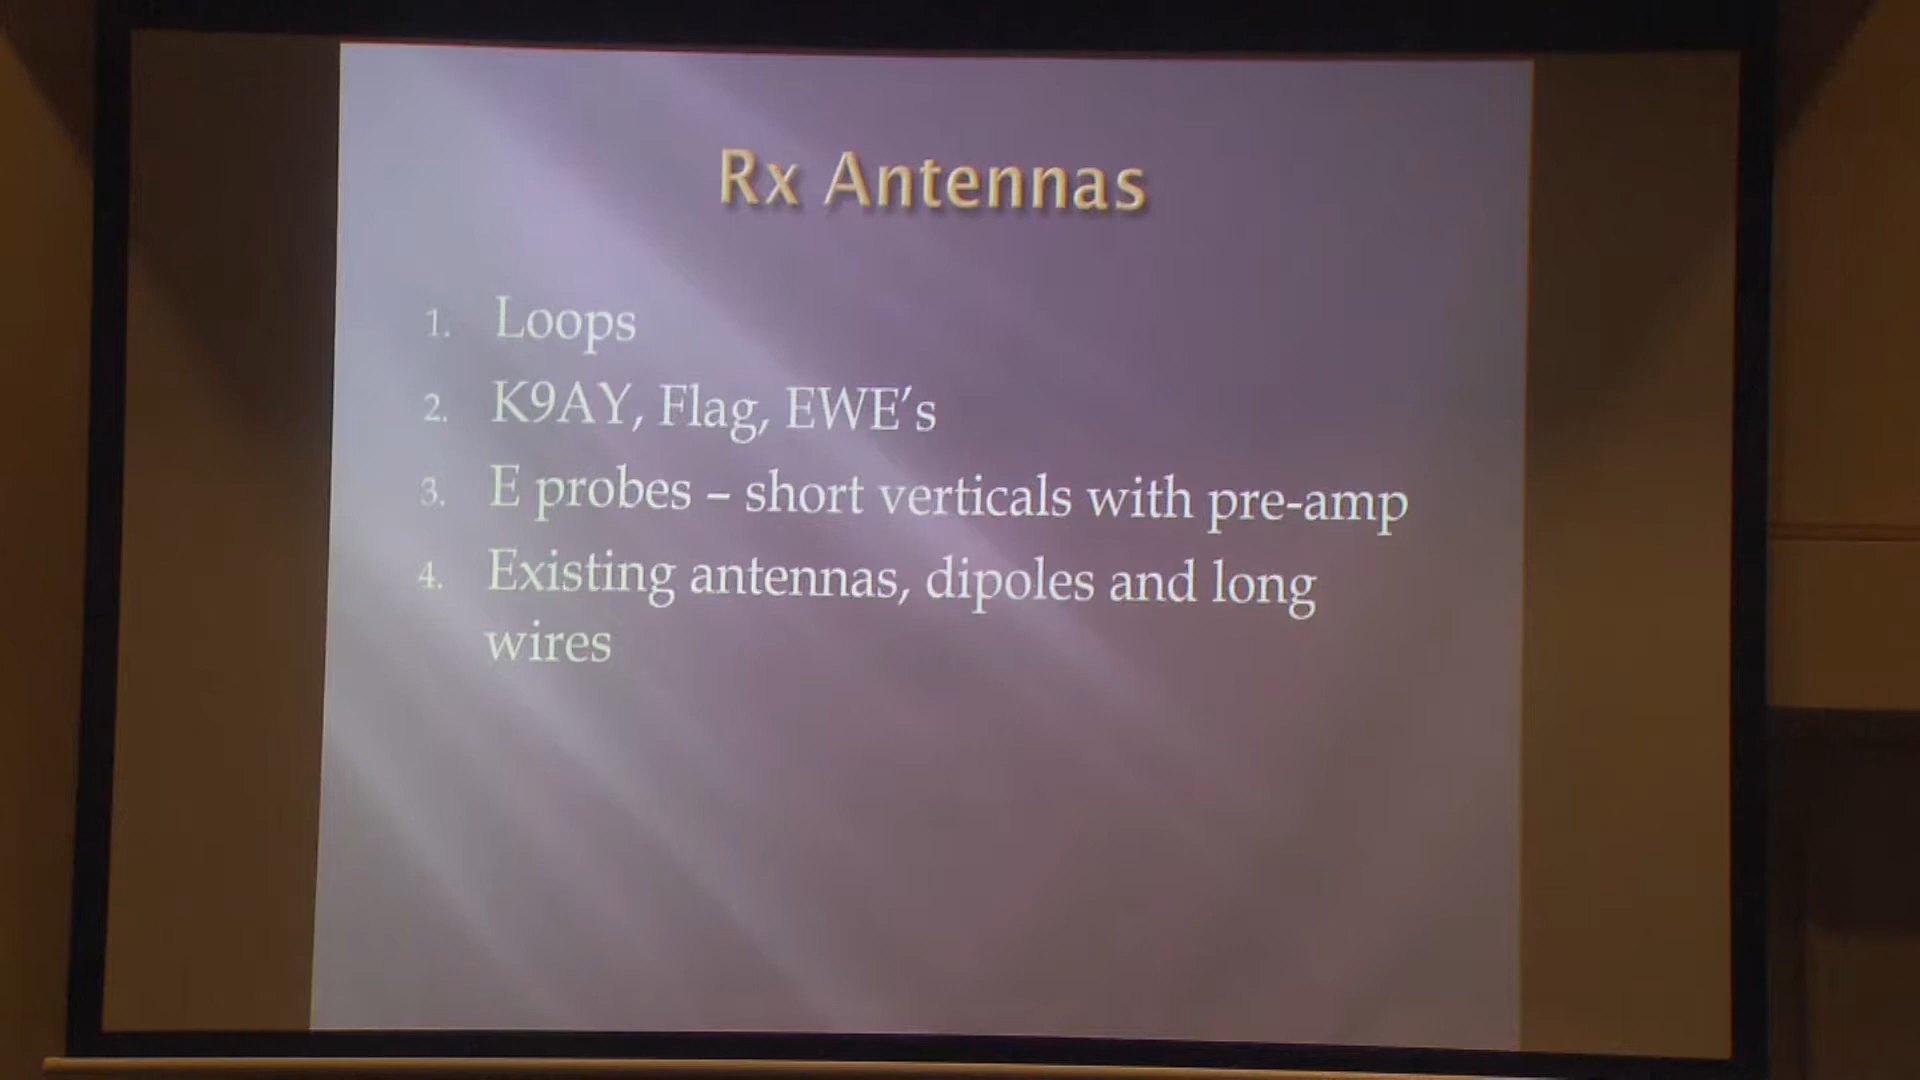 Rx Antennas
1. Loops
2. K9AY, Flag, EWE's
3. E probes – short verticals with pre-amp
4. Existing antennas, dipoles and long
wires